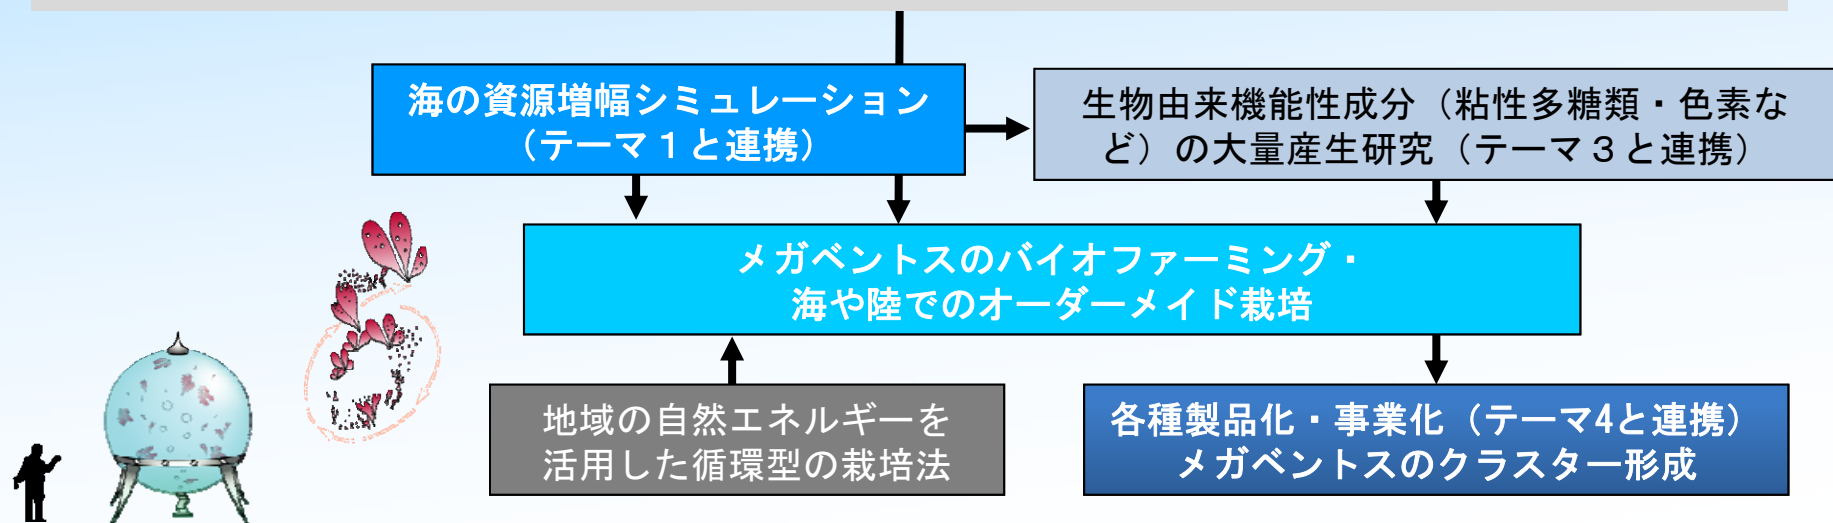 海の資源増幅シミュレーション
（テーマ１と連携）
生物由来機能性成分（粘性多糖類・色素な
ど）の大量産生研究（テーマ３と連携）
メガベントスのバイオファーミング・
海や陸でのオーダーメイド栽培
地域の自然エネルギーを
活用した循環型の栽培法
各種製品化・事業化（テーマ4と連携）
メガベントスのクラスター形成